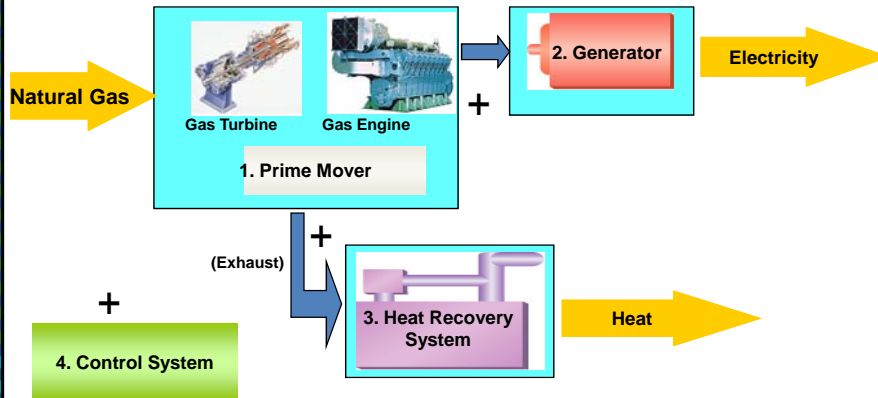 Natural Gas
Gas Turbine
Gas Engine
1. Prime Mover
+
2. Generator
Electricity
(Exhaust)
+
3. Heat Recovery
System
Heat
+
4. Control System